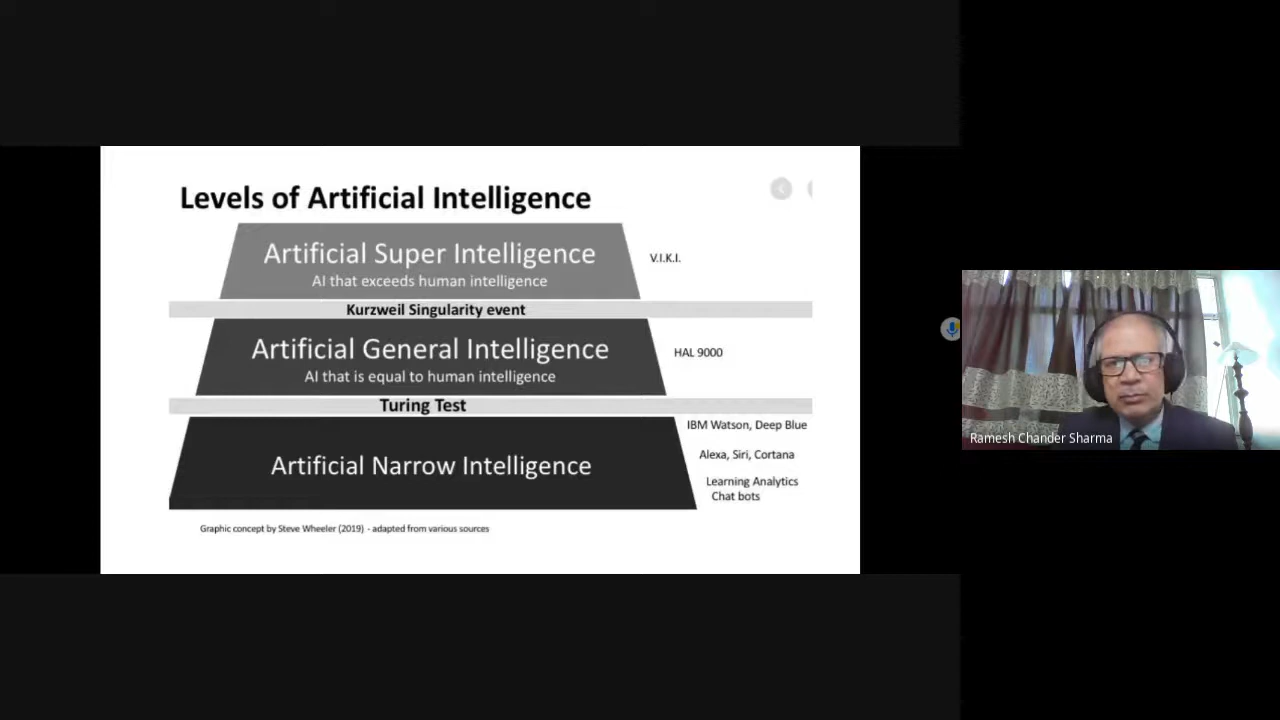 Levels of Artificial Intelligence
Artificial Super Intelligence
AI that exceeds human intelligence
V.I.K.I.
Kurzweil Singularity event
Artificial General Intelligence
AI that is equal to human intelligence
HAL 9000
Turing Test
IBM Watson, Deep Blue
Artificial Narrow Intelligence
Alexa, Siri, Cortana
Learning Analytics
Chat bots
Graphic concept by Steve Wheeler (2019) - adapted from various sources
Ramesh Chander Sharma